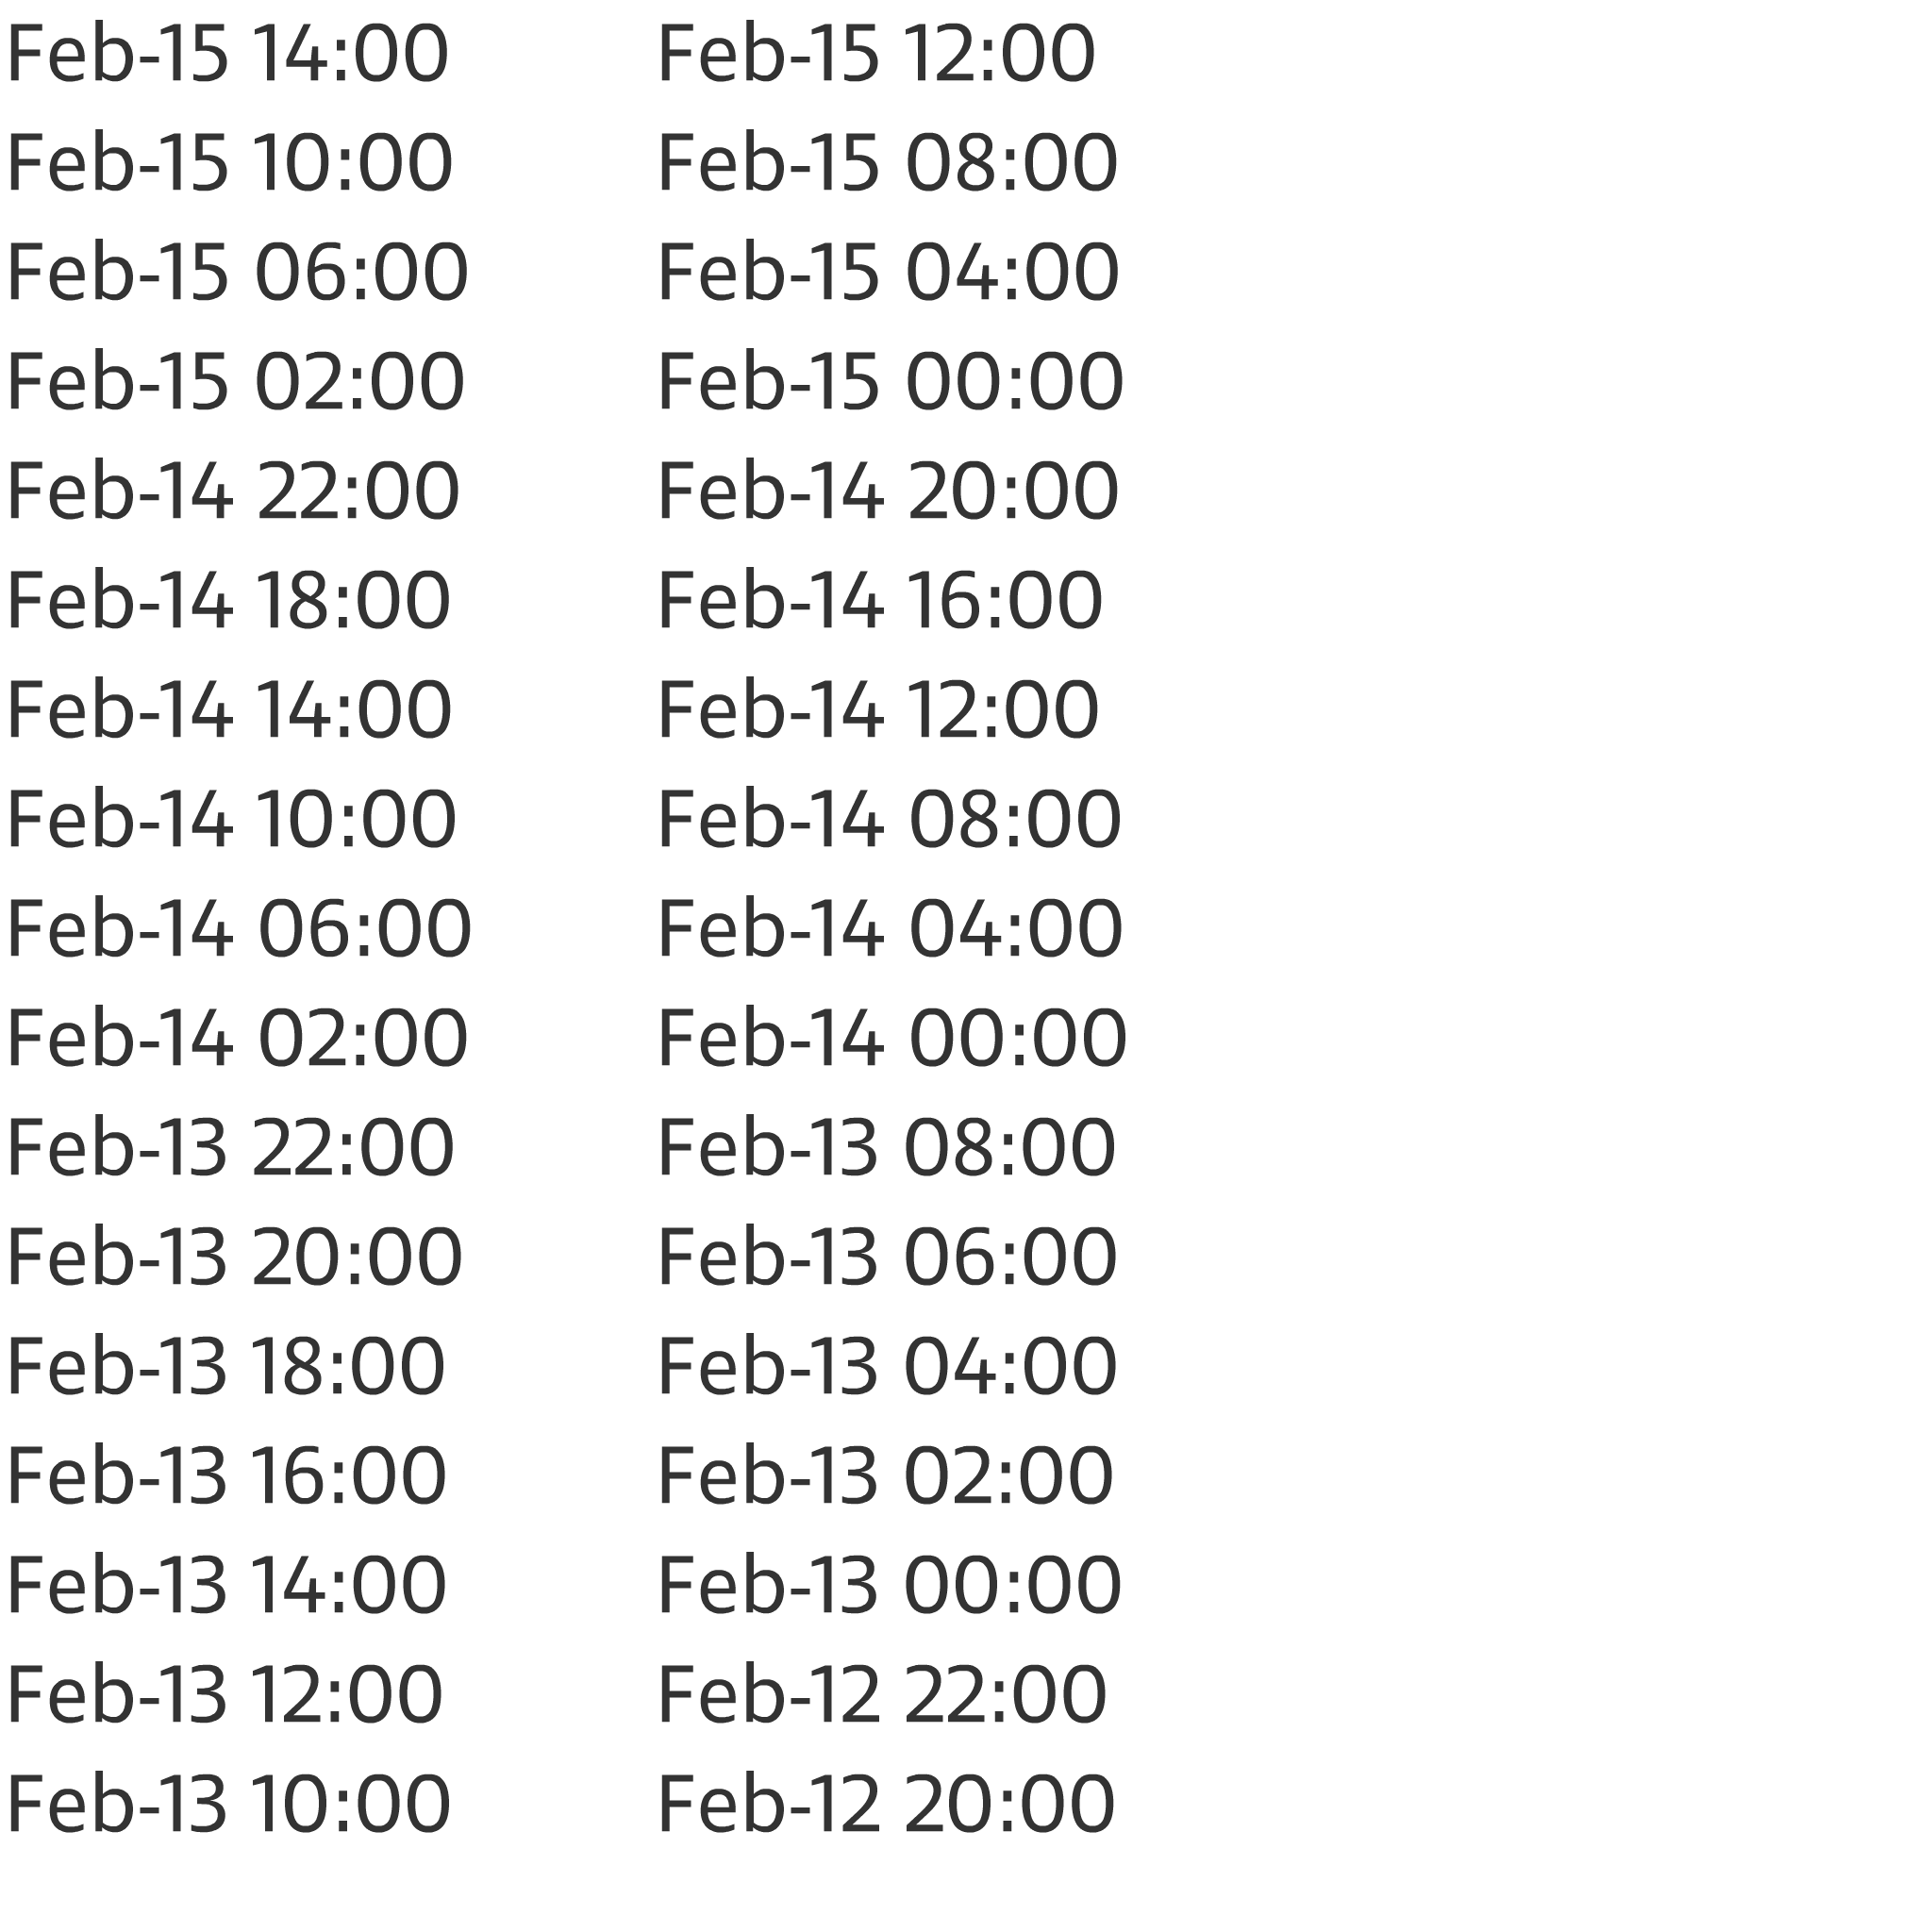 Feb-15 14:00 Feb-15 12:00
Feb-15 10:00 Feb-15 08:00
Feb-15 06:00 Feb-15 04:00
Feb-15 02:00 Feb-15 00:00
Feb-14 22:00 Feb-14 20:00
Feb-14 18:00 Feb-14 16:00
Feb-14 14:00 Feb-14 12:00
Feb-14 10:00 Feb-14 08:00
Feb-14 06:00 Feb-14 04:00
Feb-14 02:00 Feb-14 00:00
Feb-13 22:00 Feb-13 08:00
Feb-13 20:00 Feb-13 06:00
Feb-13 18:00 Feb-13 04:00
Feb-13 16:00 Feb-13 02:00
Feb-13 14:00 Feb-13 00:00
Feb-13 12:00 Feb-12 22:00
Feb-13 10:00 Feb-12 20:00